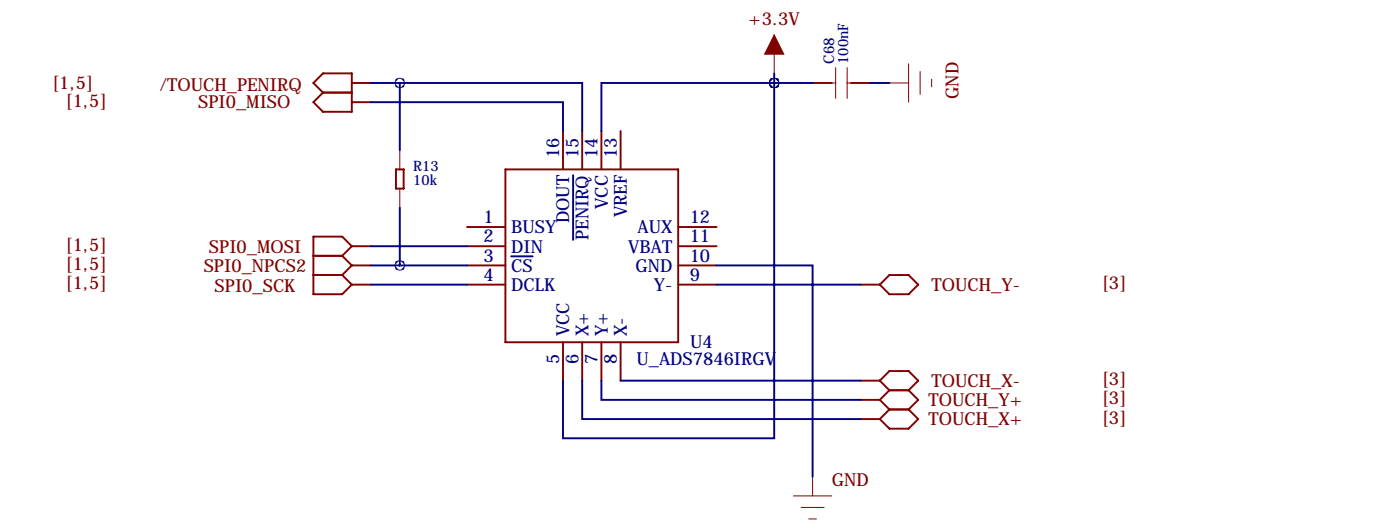 +3.3V
C68
100nF
GND
[1,5] /TOUCH_PENIRQ
[1,5] SPI0_MISO
16 15 14 13
R13
10k
DOUT PENIRQ VCC VREF
1 BUSY AUX 12
[1,5] SPI0_MOSI 2 DIN VBAT 11
[1,5] SPI0_NPCS2 3 CS GND 10
[1,5] SPI0_SCK 4 DCLK Y- 9 TOUCH_Y- [3]
VCC X+ Y+ X-
U4
5 6 7 8 U_ADS7846IRGV
TOUCH_X- [3]
TOUCH_Y+ [3]
TOUCH_X+ [3]
GND